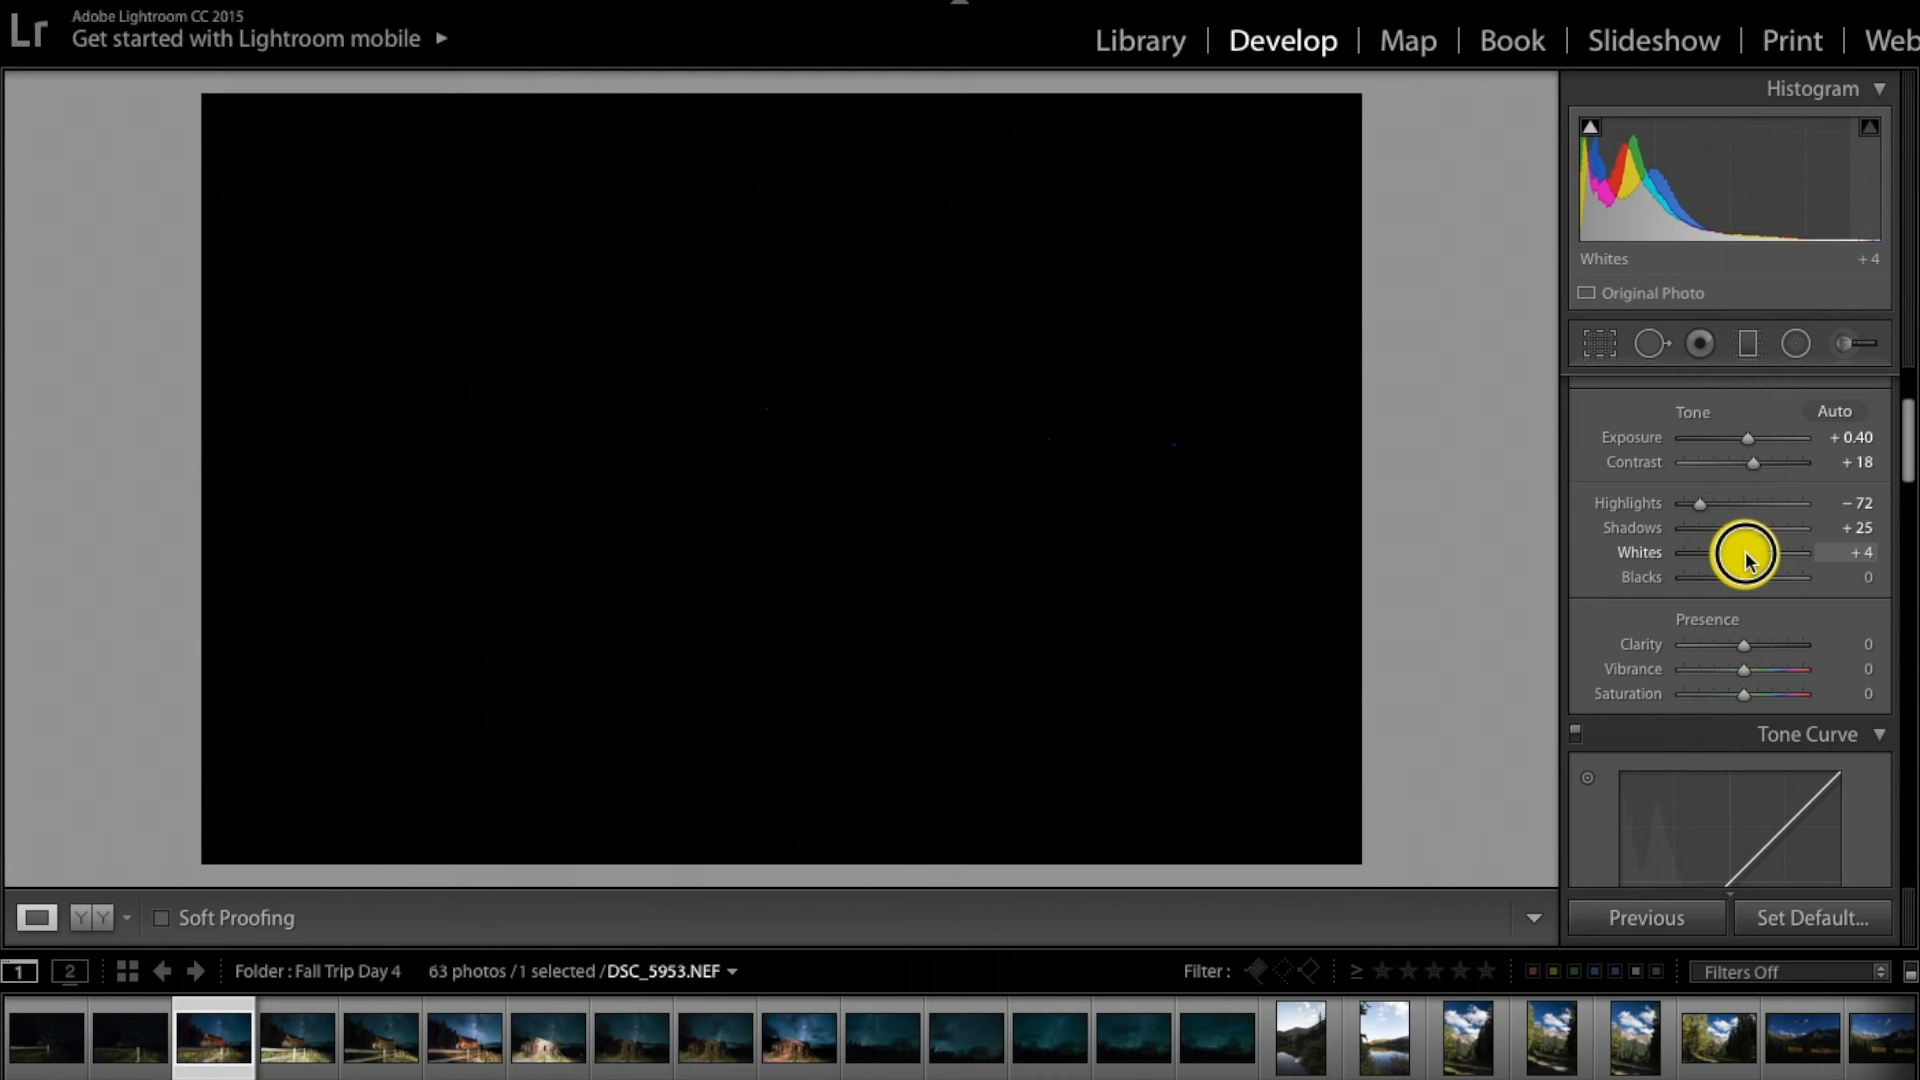 Lr
Adobe Lightroom CC 2015
Get started with Lightroom mobile
Library | Develop | Map | Book | Slideshow | Print | Web
Histogram
Whites +4
Original Photo
Tone Auto
Exposure + 0.40
Contrast + 18
Highlights − 72
Shadows + 25
Whites + 4
Blacks 0
Presence
Clarity 0
Vibrance 0
Saturation 0
Tone Curve
Y Y Soft Proofing
Previous Set Default...
1 2 Folder : Fall Trip Day 4 63 photos / 1 selected / DSC_5953.NEF Filter : ≥ Filters Off